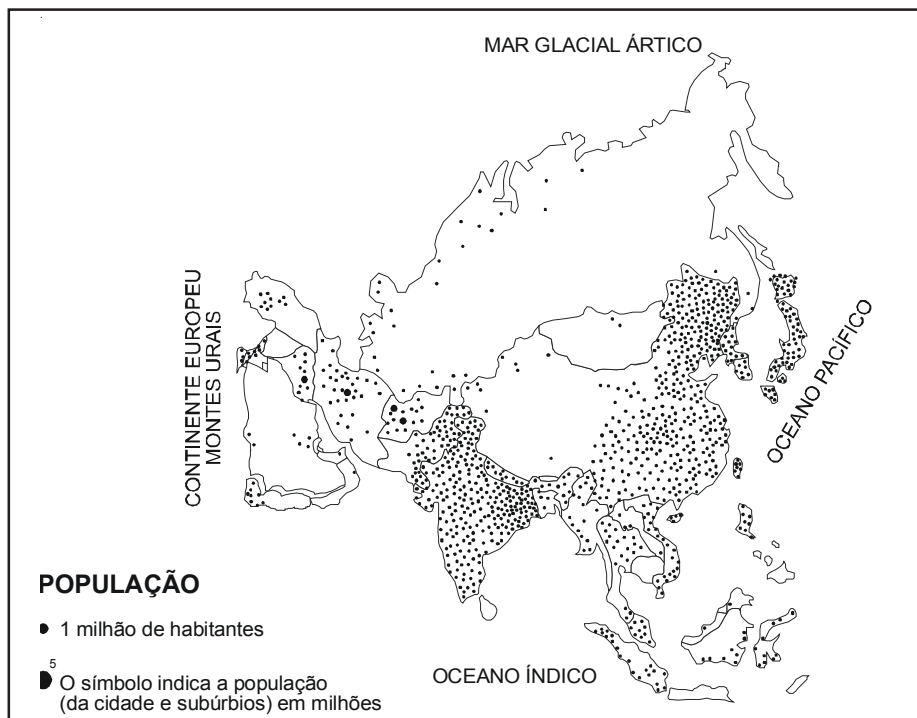 MAR GLACIAL ÁRTICO
CONTINENTE EUROPEU
MONTES URAIS
OCEANO PACÍFICO
POPULAÇÃO
1 milhão de habitantes
5
O símbolo indica a população
(da cidade e subúrbios) em milhões
OCEANO ÍNDICO